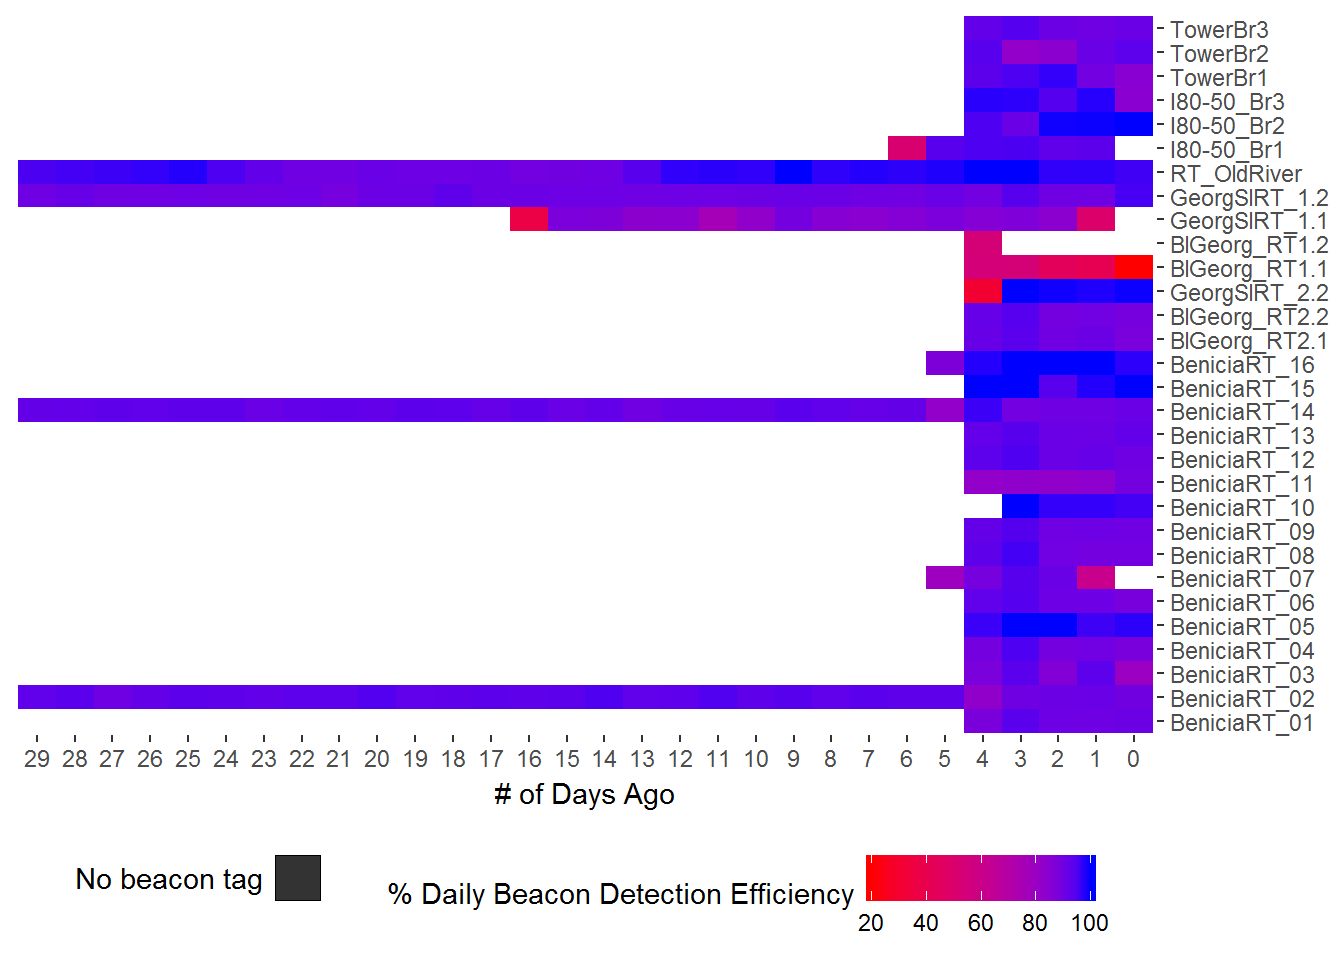 TowerBr3
TowerBr2
TowerBr1
I80-50_Br3
I80-50_Br2
I80-50_Br1
RT_OldRiver
GeorgSlRT_1.2
GeorgSlRT_1.1
BlGeorg_RT1.2
BlGeorg_RT1.1
GeorgSlRT_2.2
BlGeorg_RT2.2
BlGeorg_RT2.1
BeniciaRT_16
BeniciaRT_15
BeniciaRT_14
BeniciaRT_13
BeniciaRT_12
BeniciaRT_11
BeniciaRT_10
BeniciaRT_09
BeniciaRT_08
BeniciaRT_07
BeniciaRT_06
BeniciaRT_05
BeniciaRT_04
BeniciaRT_03
BeniciaRT_02
BeniciaRT_01
29 28 27 26 25 24 23 22 21 20 19 18 17 16 15 14 13 12 11 10 9 8 7 6 5 4 3 2 1 0
# of Days Ago
No beacon tag
% Daily Beacon Detection Efficiency
20 40 60 80 100